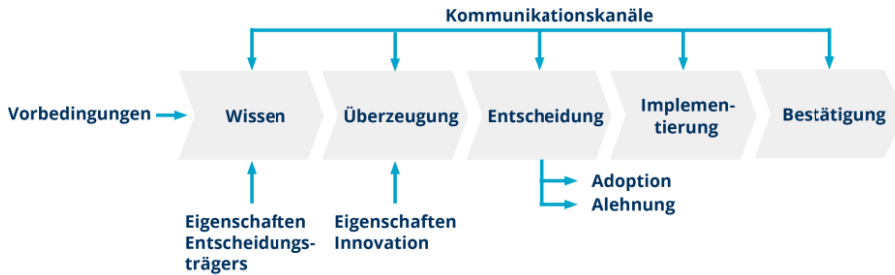 Kommunikationskanäle
Vorbedingungen
Wissen
Überzeugung
Entscheidung
Implemen-
tierung
Bestätigung
Adoption
Alehnung
Eigenschaften
Entscheidungs-
trägers
Eigenschaften
Innovation